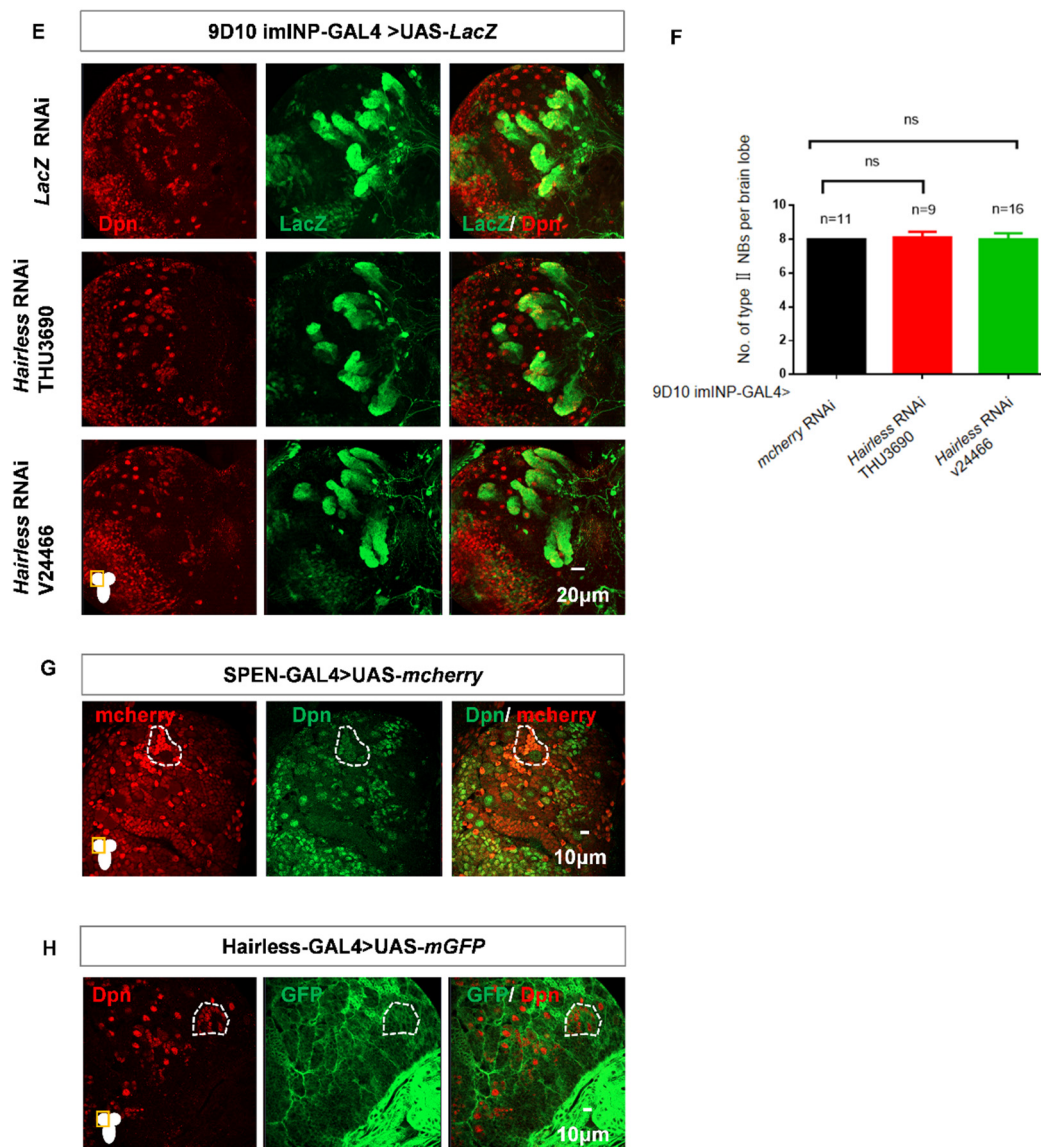 E
9D10 imINP-GAL4 >UAS-LacZ
LacZ RNAi
Dpn
LacZ
LacZ/ Dpn
Hairless RNAi
THU3690
Hairless RNAi
V24466
20μm
F
ns
ns
n=11
n=9
n=16
No. of type Ⅱ NBs per brain lobe
10
8
6
4
2
0
9D10 imINP-GAL4>
mcherry RNAi
Hairless RNAi
THU3690
Hairless RNAi
v24466
G
SPEN-GAL4>UAS-mcherry
mcherry
Dpn
Dpn/ mcherry
10μm
H
Hairless-GAL4>UAS-mGFP
Dpn
GFP
GFP/ Dpn
10μm